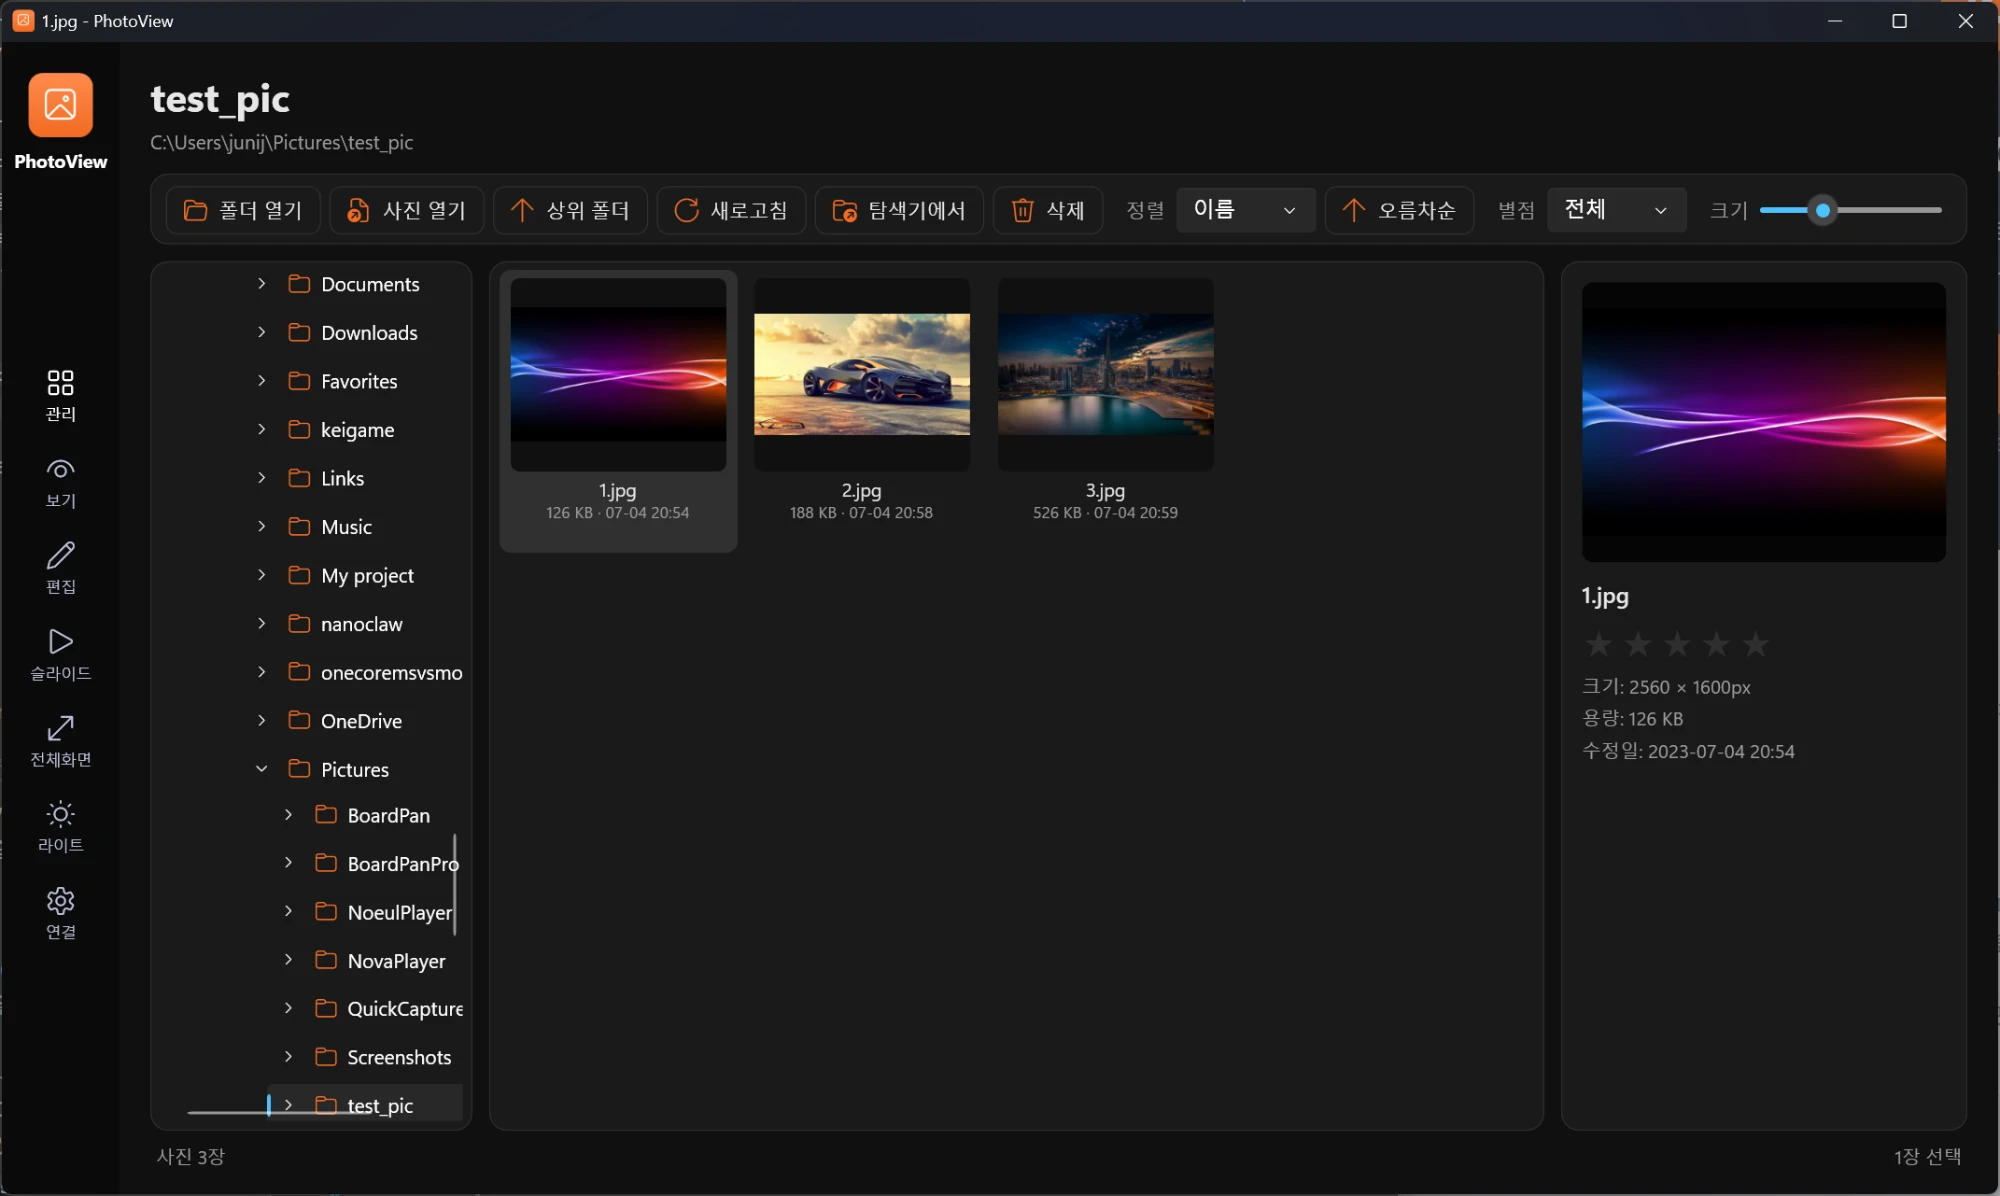 1.jpg - PhotoView
PhotoView
test_pic
C:\Users\junij\Pictures\test_pic
폴더 열기
사진 열기
상위 폴더
새로고침
탐색기에서
삭제
정렬
이름
오름차순
별점
전체
크기
관리
보기
편집
슬라이드
전체화면
라이트
연결
Documents
Downloads
Favorites
keigame
Links
Music
My project
nanoclaw
onecoremsvsmo
OneDrive
Pictures
BoardPan
BoardPanPro
NoeulPlayer
NovaPlayer
QuickCapture
Screenshots
test_pic
1.jpg
126 KB · 07-04 20:54
2.jpg
188 KB · 07-04 20:58
3.jpg
526 KB · 07-04 20:59
1.jpg
크기: 2560 × 1600px
용량: 126 KB
수정일: 2023-07-04 20:54
사진 3장
1장 선택